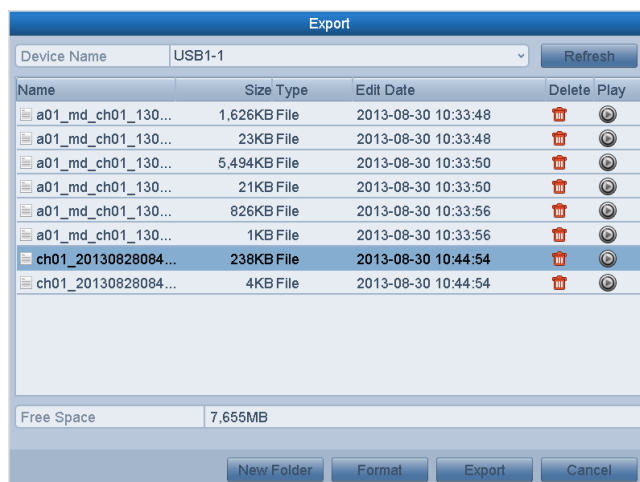 Export
Device Name USB1-1 Refresh
Name Size Type Edit Date Delete Play
a01_md_ch01_130... 1,626KB File 2013-08-30 10:33:48
a01_md_ch01_130... 23KB File 2013-08-30 10:33:48
a01_md_ch01_130... 5,494KB File 2013-08-30 10:33:50
a01_md_ch01_130... 21KB File 2013-08-30 10:33:50
a01_md_ch01_130... 826KB File 2013-08-30 10:33:56
a01_md_ch01_130... 1KB File 2013-08-30 10:33:56
ch01_20130828084... 238KB File 2013-08-30 10:44:54
ch01_20130828084... 4KB File 2013-08-30 10:44:54
Free Space 7,655MB
New Folder Format Export Cancel